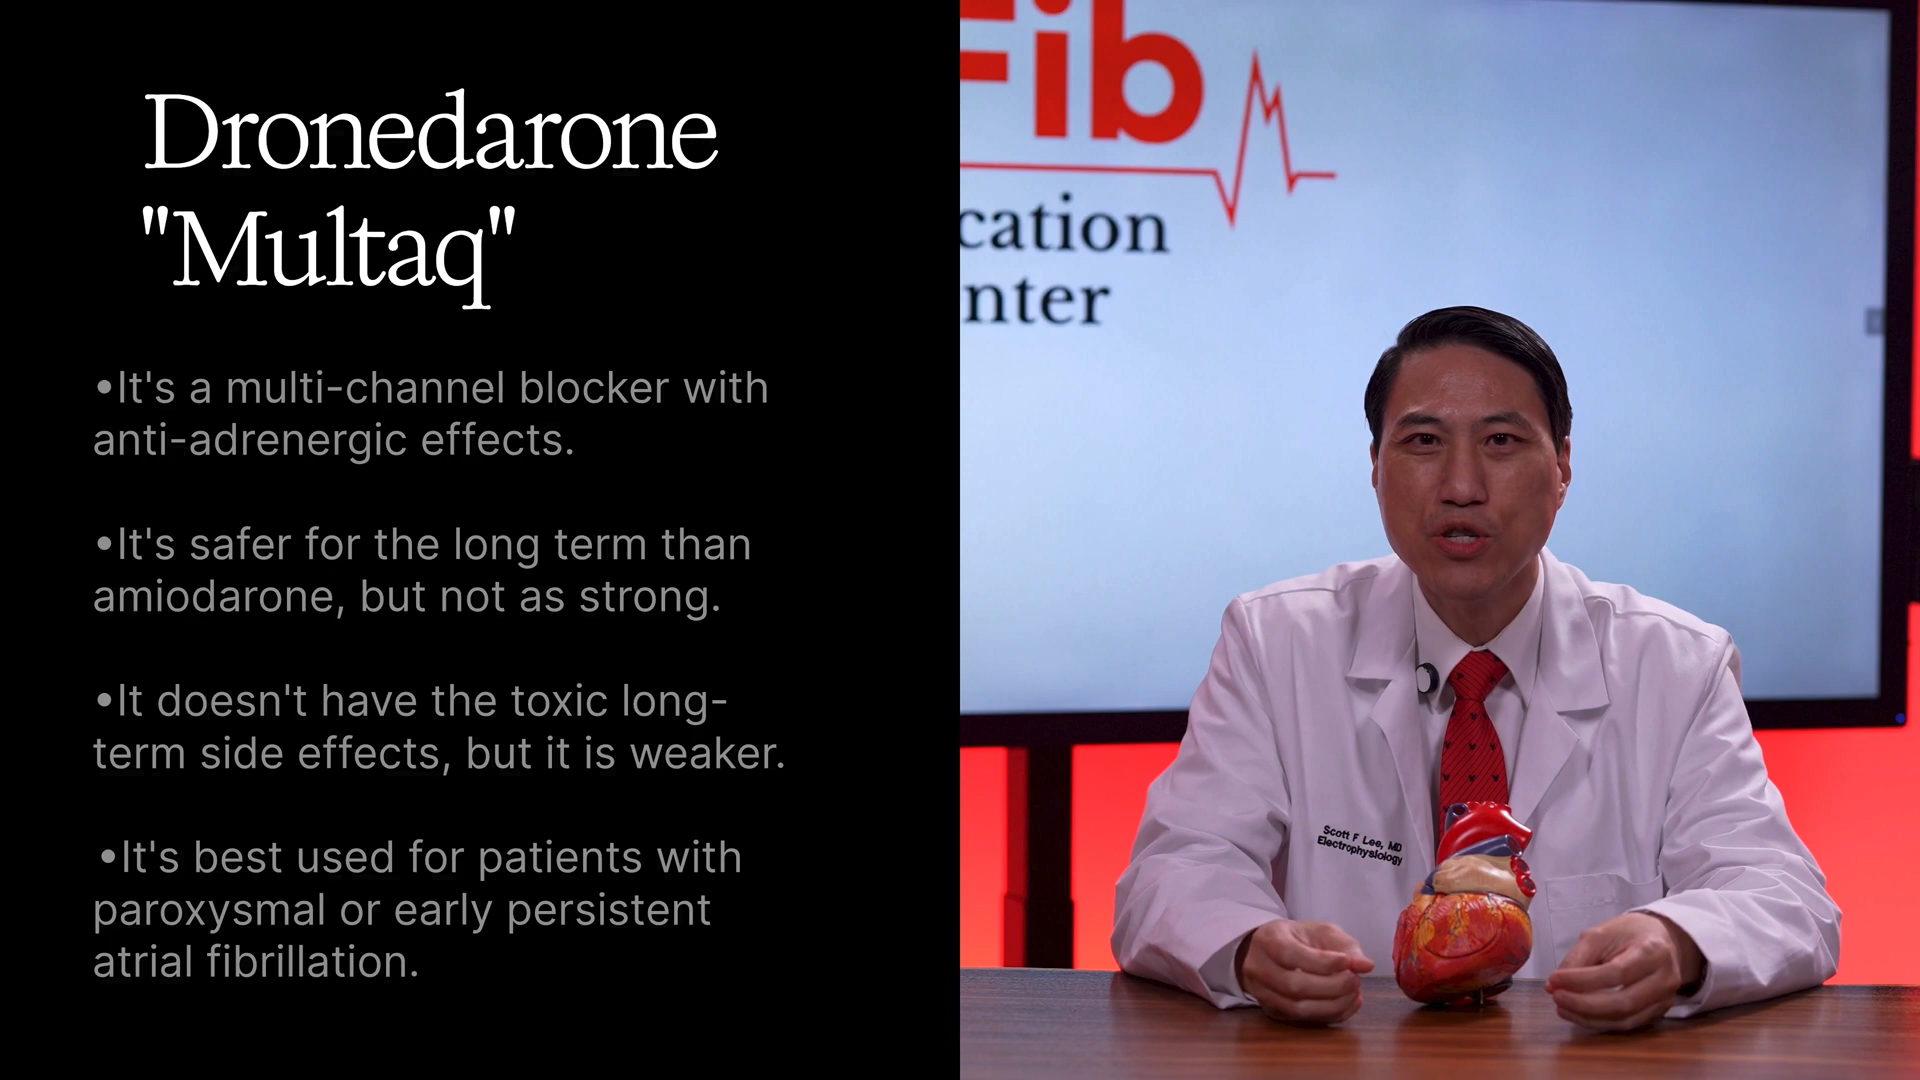 Dronedarone
"Multaq"
•It's a multi-channel blocker with
anti-adrenergic effects.
•It's safer for the long term than
amiodarone, but not as strong.
•It doesn't have the toxic long-
term side effects, but it is weaker.
•It's best used for patients with
paroxysmal or early persistent
atrial fibrillation.
Fib
cation
nter
Scott F Lee, MD
Electrophysiology